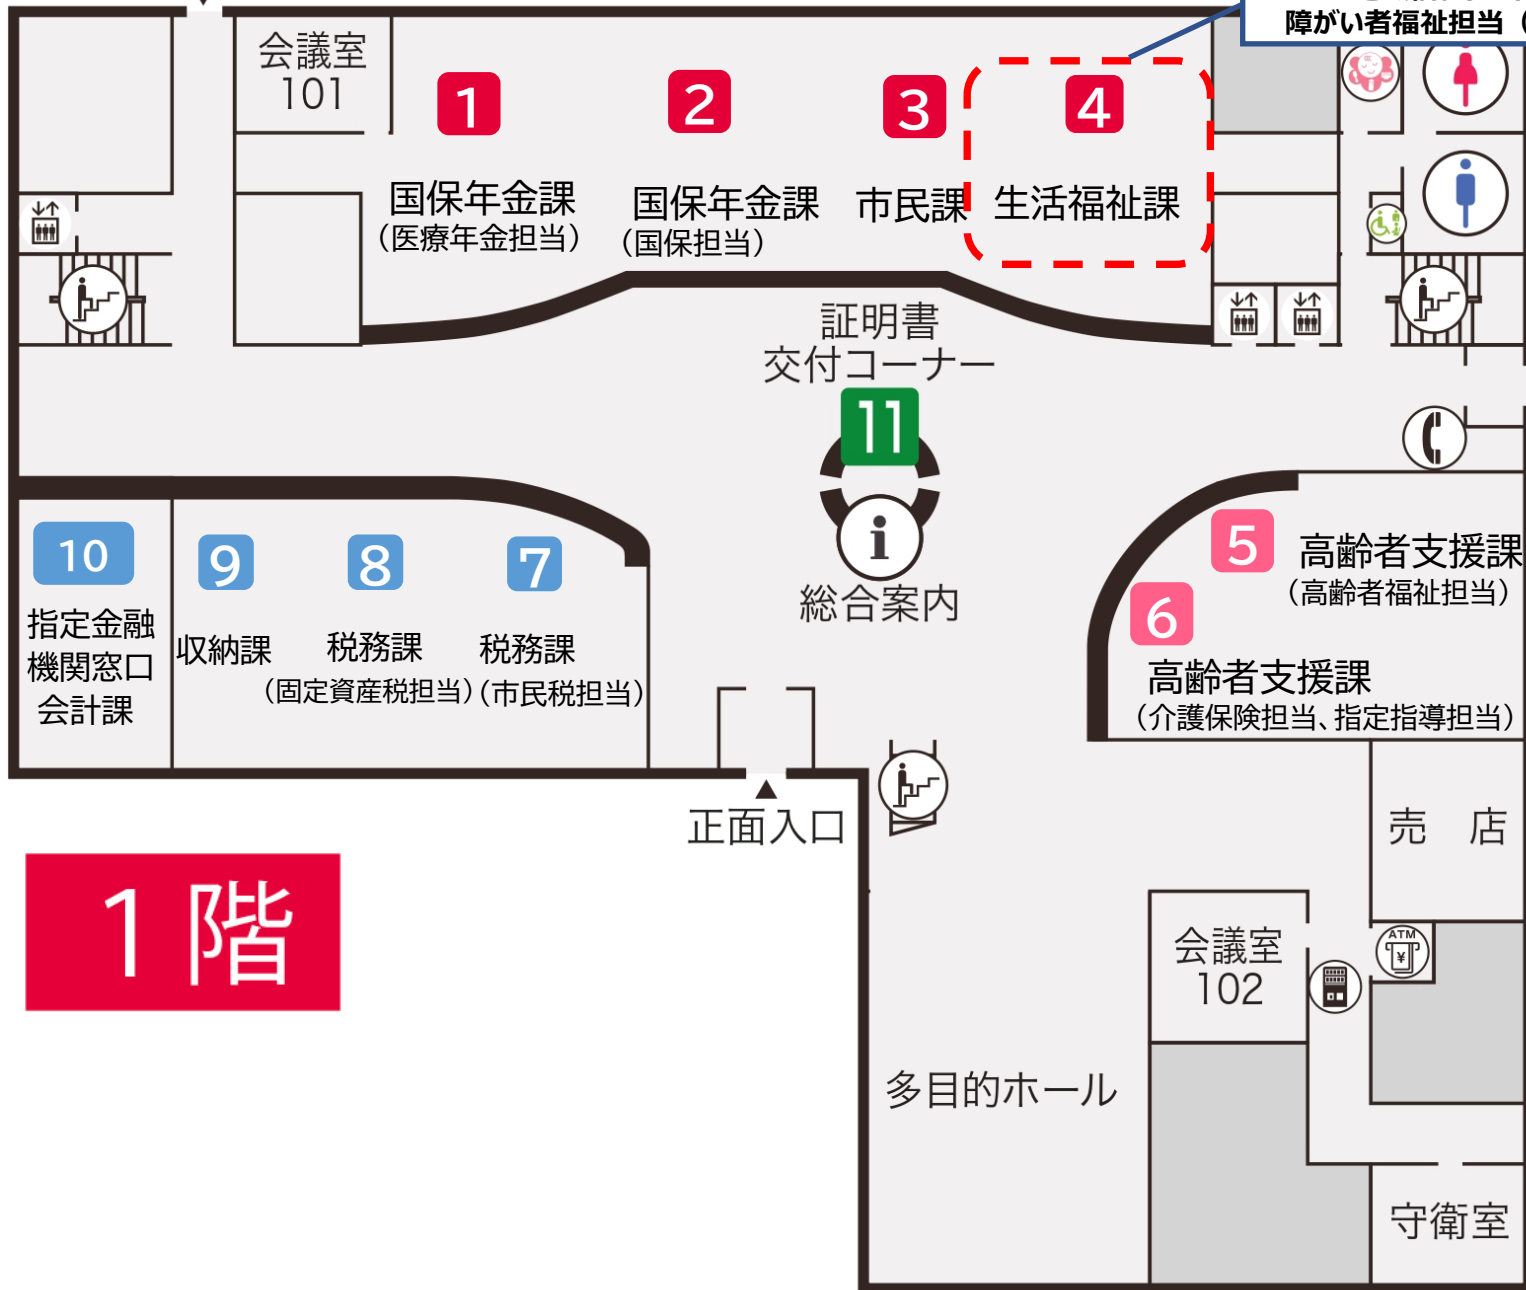 障がい者福祉担当（
会議室
101
1
2
3
4
国保年金課
（医療年金担当）
国保年金課
（国保担当）
市民課
生活福祉課
証明書
交付コーナー
11
i
総合案内
10
指定金融
機関窓口
会計課
9
収納課
8
税務課
（固定資産税担当）
7
税務課
（市民税担当）
5
高齢者支援課
（高齢者福祉担当）
6
高齢者支援課
（介護保険担当、指定指導担当）
正面入口
売　店
1階
会議室
102
ATM
¥
多目的ホール
守衛室